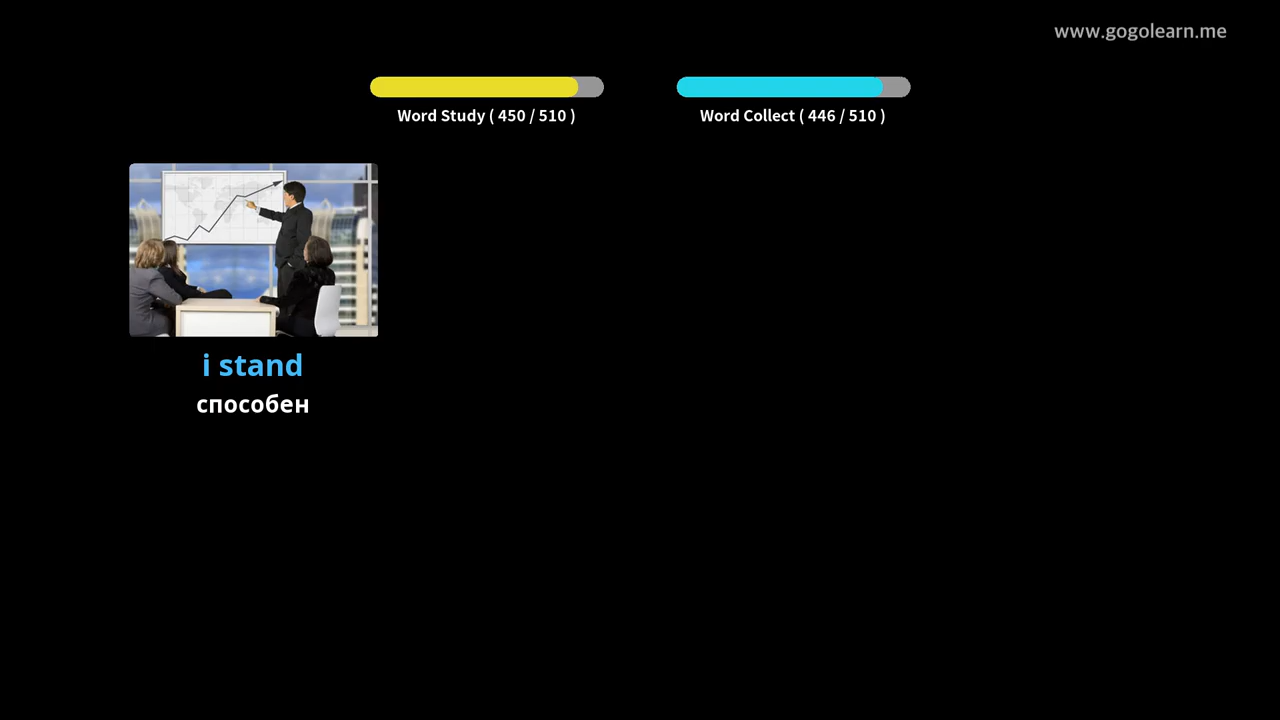 www.gogolearn.me
Word Study ( 450 / 510 )
Word Collect ( 446 / 510 )
i stand
способен